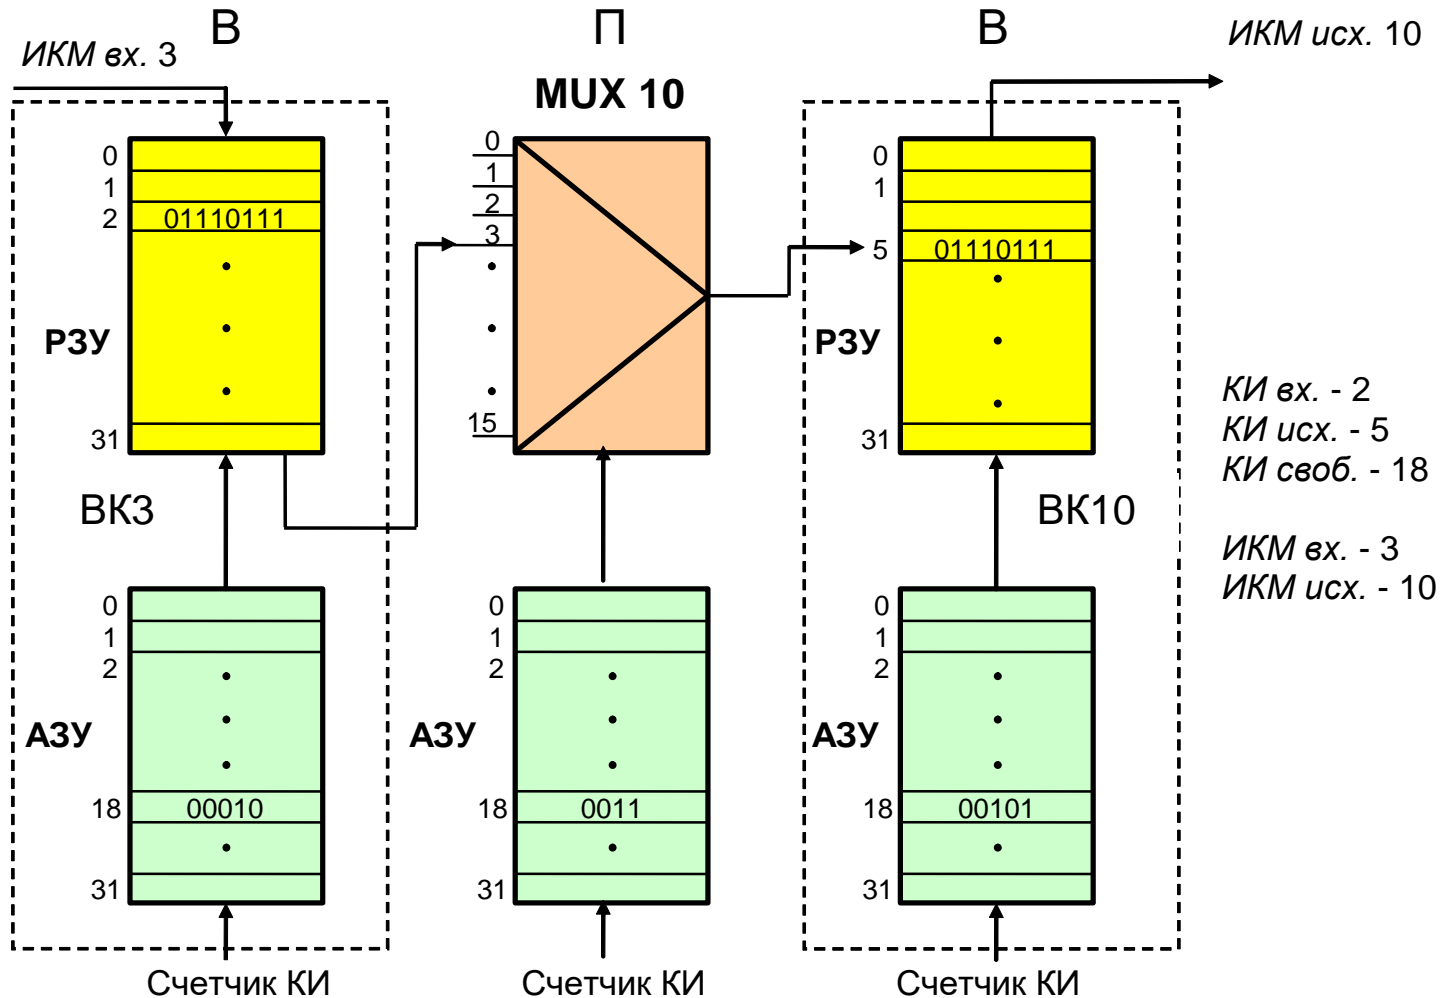 В П В
ИКМ вх. 3
ИКМ исх. 10
MUX 10
0
1
2 01110111
РЗУ
31
ВК3
0
1
2
3
15
0
1
5 01110111
РЗУ
31
ВК10
КИ вх. - 2
КИ исх. - 5
КИ своб. - 18
ИКМ вх. - 3
ИКМ исх. - 10
0
1
2
АЗУ
18 00010
31
Счетчик КИ
0
1
2
АЗУ
18 0011
31
Счетчик КИ
0
1
2
АЗУ
18 00101
31
Счетчик КИ